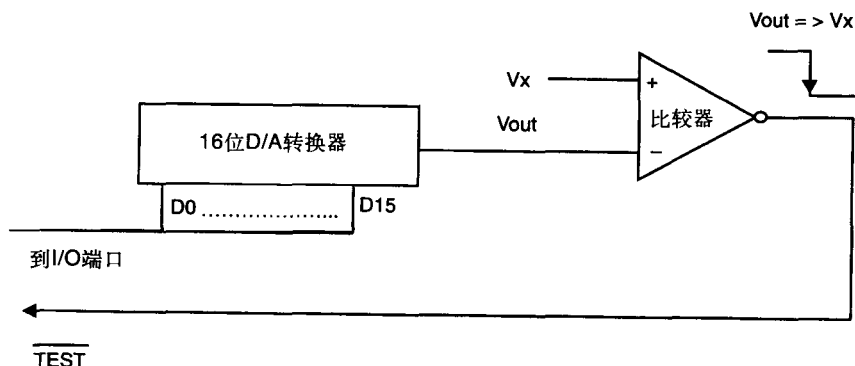 Vout = > Vx
Vx
+
比较器
Vout
−
16位D/A转换器
D0 ........................ D15
到I/O端口
TEST